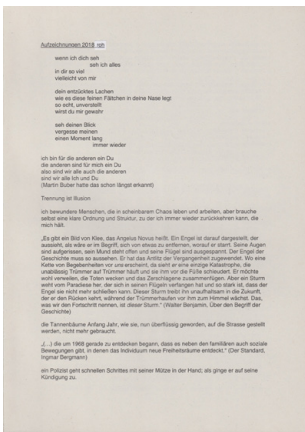 Aufzeichnungen 2018 nph
wenn ich dich seh
seh ich alles
in dir so viel
vielleicht von mir
dein entzücktes Lachen
wie es diese feinen Fältchen in deine Nase legt
so echt, unverstellt
wirst du mir gewahr
seh deinen Blick
vergesse meinen
einen Moment lang
immer wieder
ich bin für die anderen ein Du
die anderen sind für mich ein Du
also sind wir alle auch die anderen
sind wir alle Ich und Du
(Martin Buber hatte das schon längst erkannt)
Trennung ist Illusion
ich bewundere Menschen, die in scheinbarem Chaos leben und arbeiten, aber brauche
selbst eine klare Ordnung und Struktur, zu der ich immer wieder zurückkehren kann, die
mich hält.
„Es gibt ein Bild von Klee, das Angelus Novus heißt. Ein Engel ist darauf dargestellt, der
aussieht, als wäre er im Begriff, sich von etwas zu entfernen, worauf er starrt. Seine Augen
sind aufgerissen, sein Mund steht offen und seine Flügel sind ausgespannt. Der Engel der
Geschichte muss so aussehen. Er hat das Antlitz der Vergangenheit zugewendet. Wo eine
Kette von Begebenheiten vor uns erscheint, da sieht er eine einzige Katastrophe, die
unablässig Trümmer auf Trümmer häuft und sie ihm vor die Füße schleudert. Er möchte
wohl verweilen, die Toten wecken und das Zerschlagene zusammenfügen. Aber ein Sturm
weht vom Paradiese her, der sich in seinen Flügeln verfangen hat und so stark ist, dass der
Engel sie nicht mehr schließen kann. Dieser Sturm treibt ihn unaufhaltsam in die Zukunft,
der er den Rücken kehrt, während der Trümmerhaufen vor ihm zum Himmel wächst. Das,
was wir den Fortschritt nennen, ist dieser Sturm.“ (Walter Benjamin, Über den Begriff der
Geschichte)
die Tannenbäume Anfang Jahr, wie sie, nun überflüssig geworden, auf die Strasse gestellt
werden, nicht mehr gebraucht.
„(...) die um 1968 gerade zu entdecken begann, dass es neben den familiären auch soziale
Bewegungen gibt, in denen das Individuum neue Freiheitsräume entdeckt.“ (Der Standard,
Ingmar Bergmann)
ein Polizist geht schnellen Schrittes mit seiner Mütze in der Hand; als ginge er auf seine
Kündigung zu.